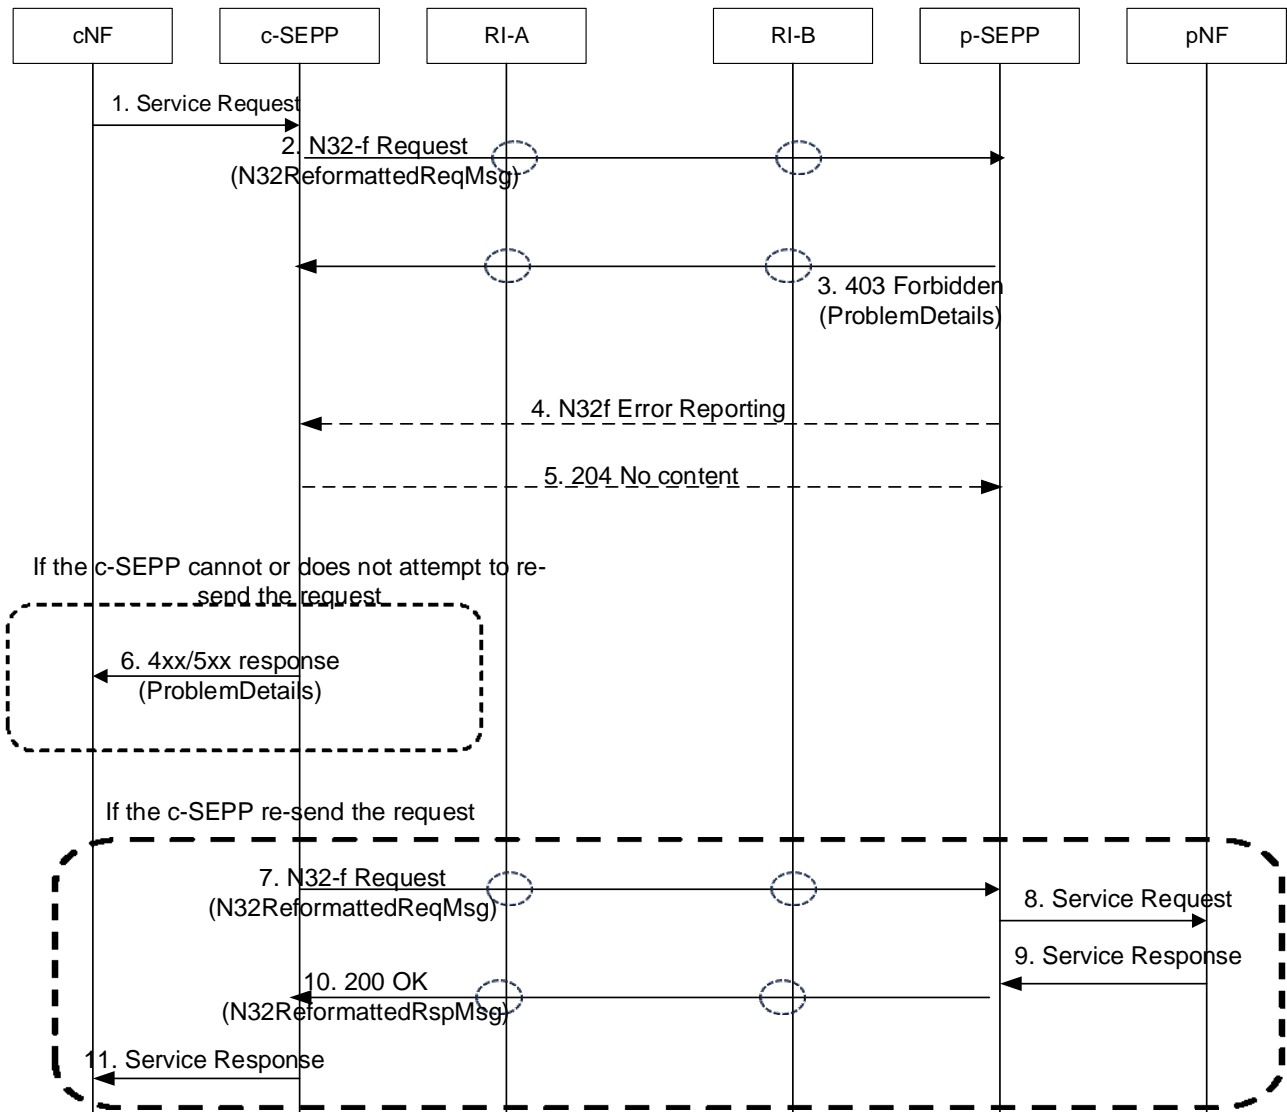 cNF
c-SEPP
RI-A
RI-B
p-SEPP
pNF
1. Service Request
2. N32-f Request
(N32ReformattedReqMsg)
3. 403 Forbidden
(ProblemDetails)
4. N32f Error Reporting
5. 204 No content
If the c-SEPP cannot or does not attempt to re-
send the request
6. 4xx/5xx response
(ProblemDetails)
If the c-SEPP re-send the request
7. N32-f Request
(N32ReformattedReqMsg)
8. Service Request
9. Service Response
10. 200 OK
(N32ReformattedRspMsg)
11. Service Response